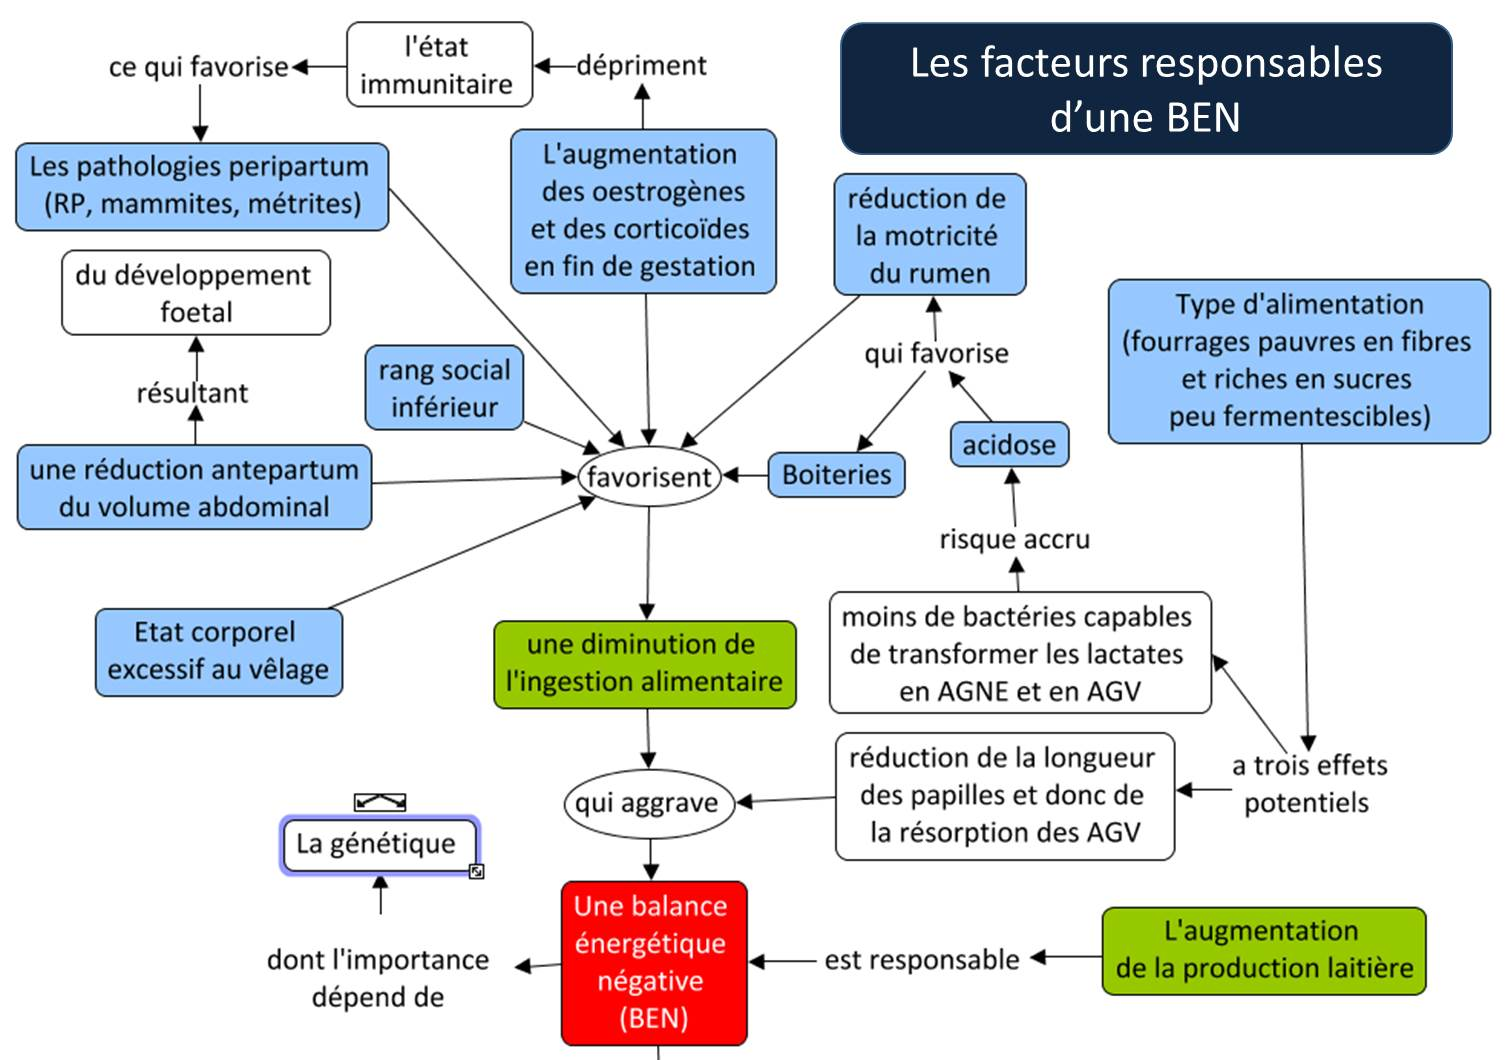 Les facteurs responsables
d’une BEN
ce qui favorise
l'état
immunitaire
dépriment
Les pathologies peripartum
(RP, mammites, métrites)
L'augmentation
des oestrogènes
et des corticoïdes
en fin de gestation
réduction de
la motricité
du rumen
du développement
foetal
résultant
rang social
inférieur
qui favorise
Type d'alimentation
(fourrages pauvres en fibres
et riches en sucres
peu fermentescibles)
une réduction antepartum
du volume abdominal
favorisent
Boiteries
acidose
risque accru
Etat corporel
excessif au vêlage
une diminution de
l'ingestion alimentaire
moins de bactéries capables
de transformer les lactates
en AGNE et en AGV
qui aggrave
réduction de la longueur
des papilles et donc de
la résorption des AGV
a trois effets
potentiels
La génétique
dont l'importance
dépend de
Une balance
énergétique
négative
(BEN)
est responsable
L'augmentation
de la production laitière